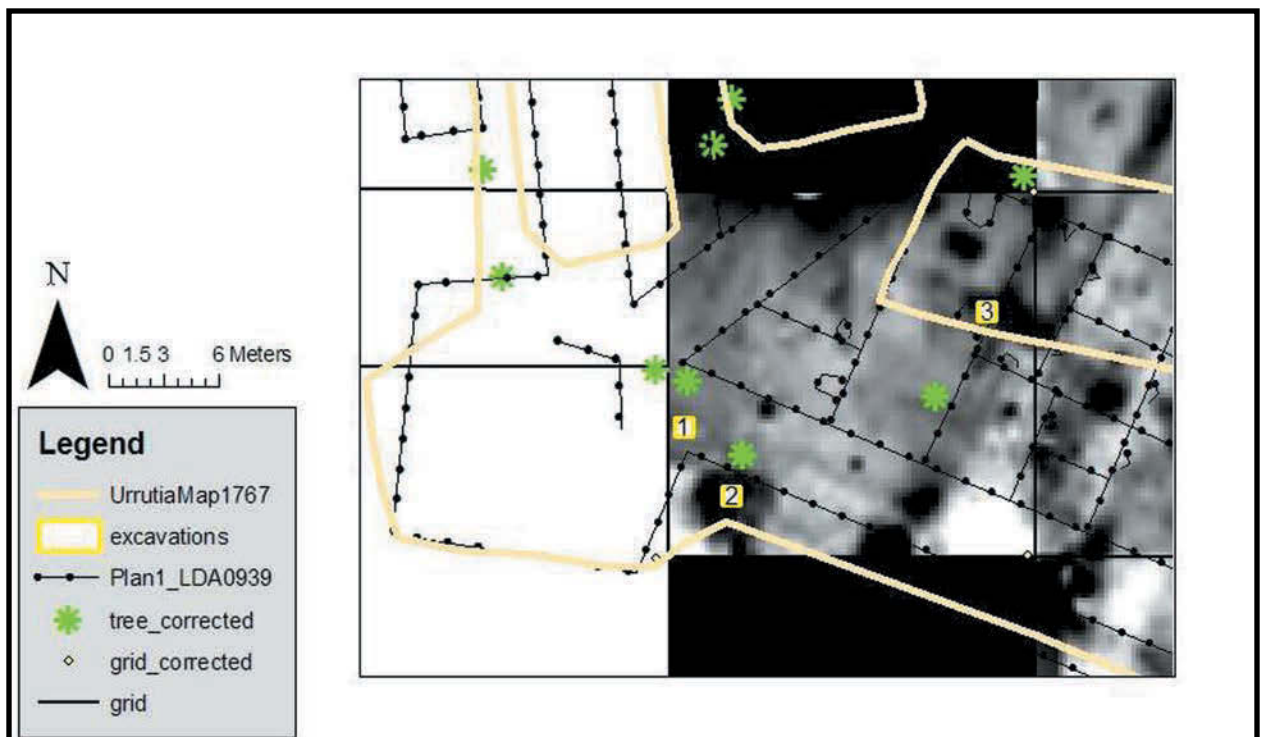 N
0 1.5 3 6 Meters
Legend
UrrutiaMap1767
excavations
Plan1_LDA0939
tree_corrected
grid_corrected
grid
3
1
2